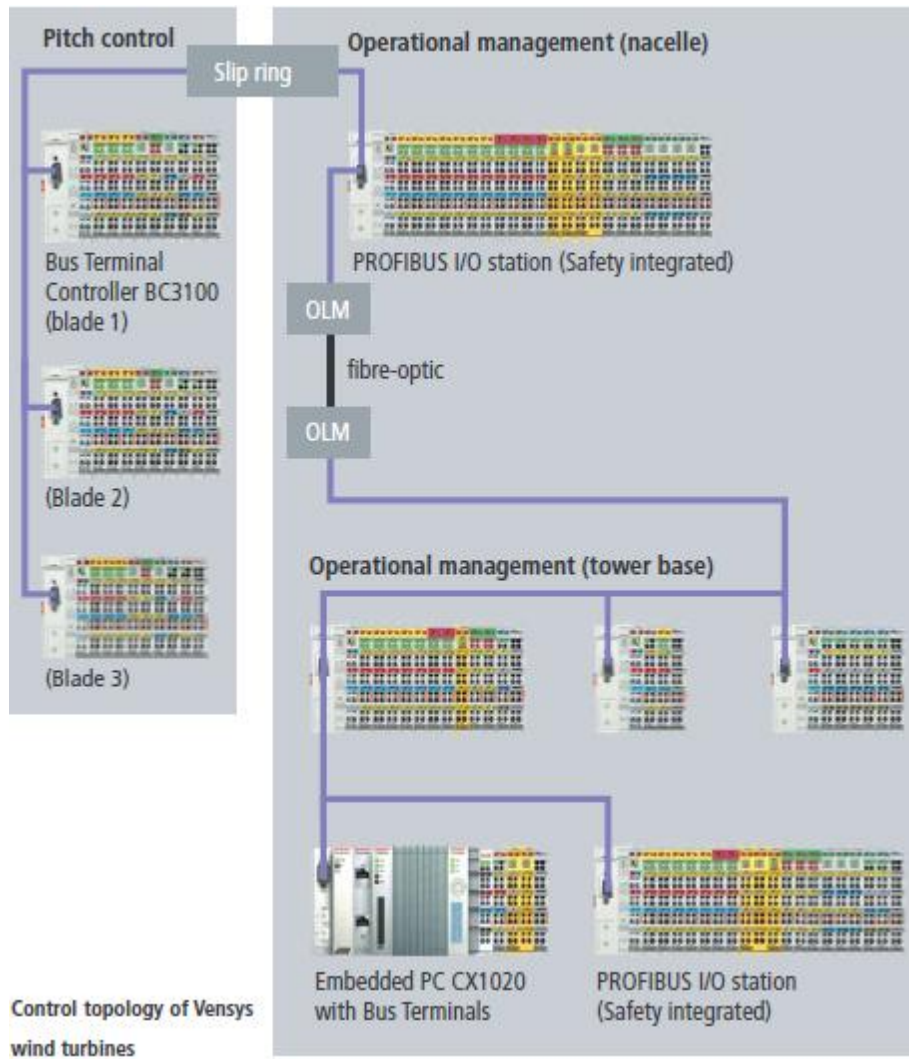 Pitch control
Slip ring
Operational management (nacelle)
Bus Terminal
Controller BC3100
(blade 1)
PROFIBUS I/O station (Safety integrated)
OLM
fibre-optic
OLM
(Blade 2)
Operational management (tower base)
(Blade 3)
Embedded PC CX1020
with Bus Terminals
PROFIBUS I/O station
(Safety integrated)
Control topology of Vensys
wind turbines